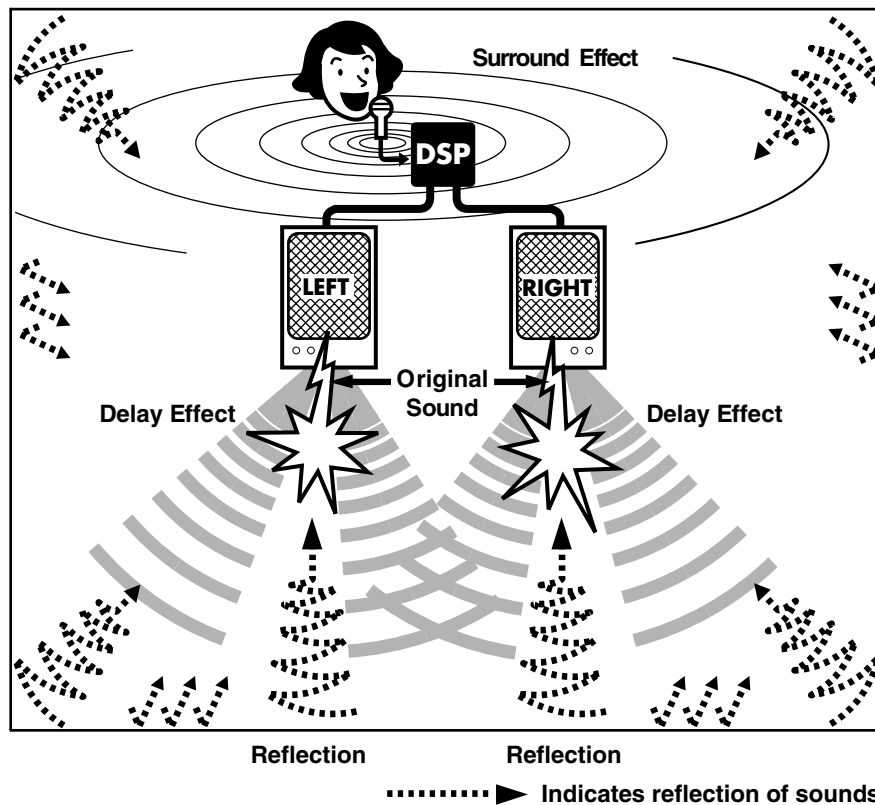 Surround Effect
DSP
LEFT
RIGHT
Original
Sound
Delay Effect
Delay Effect
Reflection
Reflection
Indicates reflection of sounds